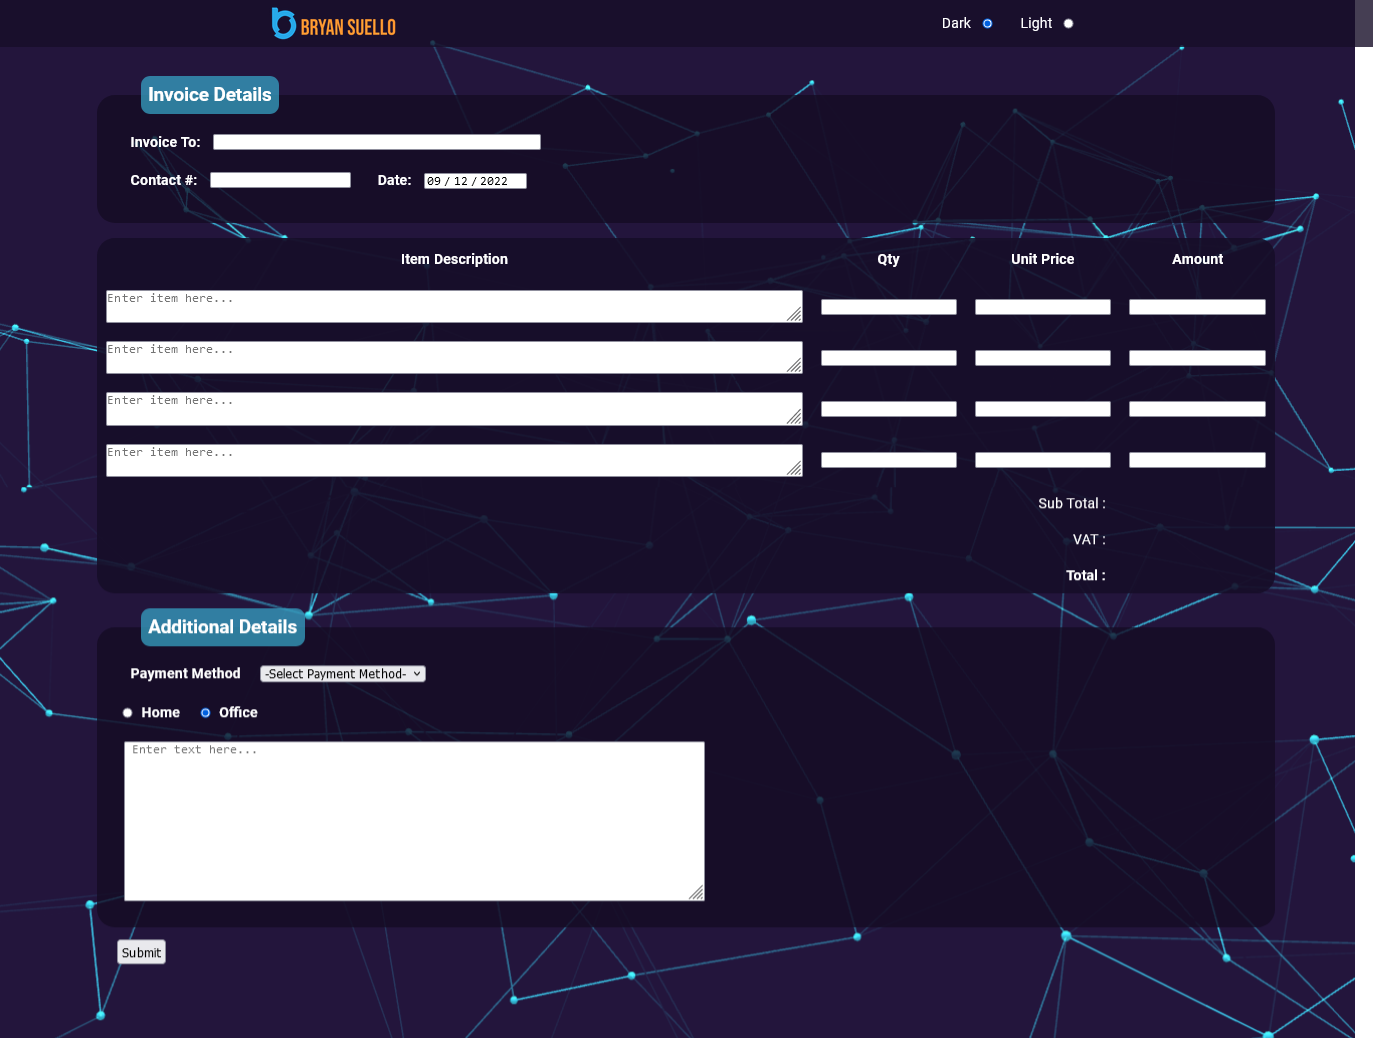 BRYAN SUELLO
Dark Light
Invoice Details
Invoice To:
Contact #: Date: 09 / 12 / 2022
Item Description Qty Unit Price Amount
Enter item here...
Enter item here...
Enter item here...
Enter item here...
Sub Total :
VAT :
Total :
Additional Details
Payment Method -Select Payment Method-
Home Office
Enter text here...
Submit